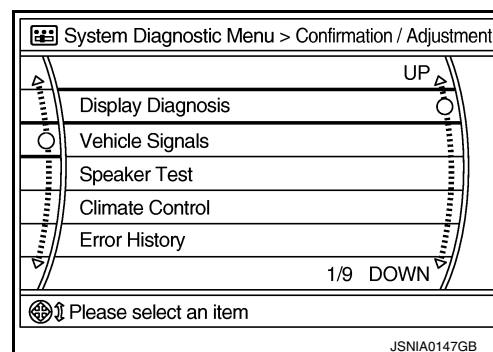 System Diagnostic Menu > Confirmation / Adjustment
UP
Display Diagnosis
Vehicle Signals
Speaker Test
Climate Control
Error History
1/9 DOWN
Please select an item
JSNIA0147GB